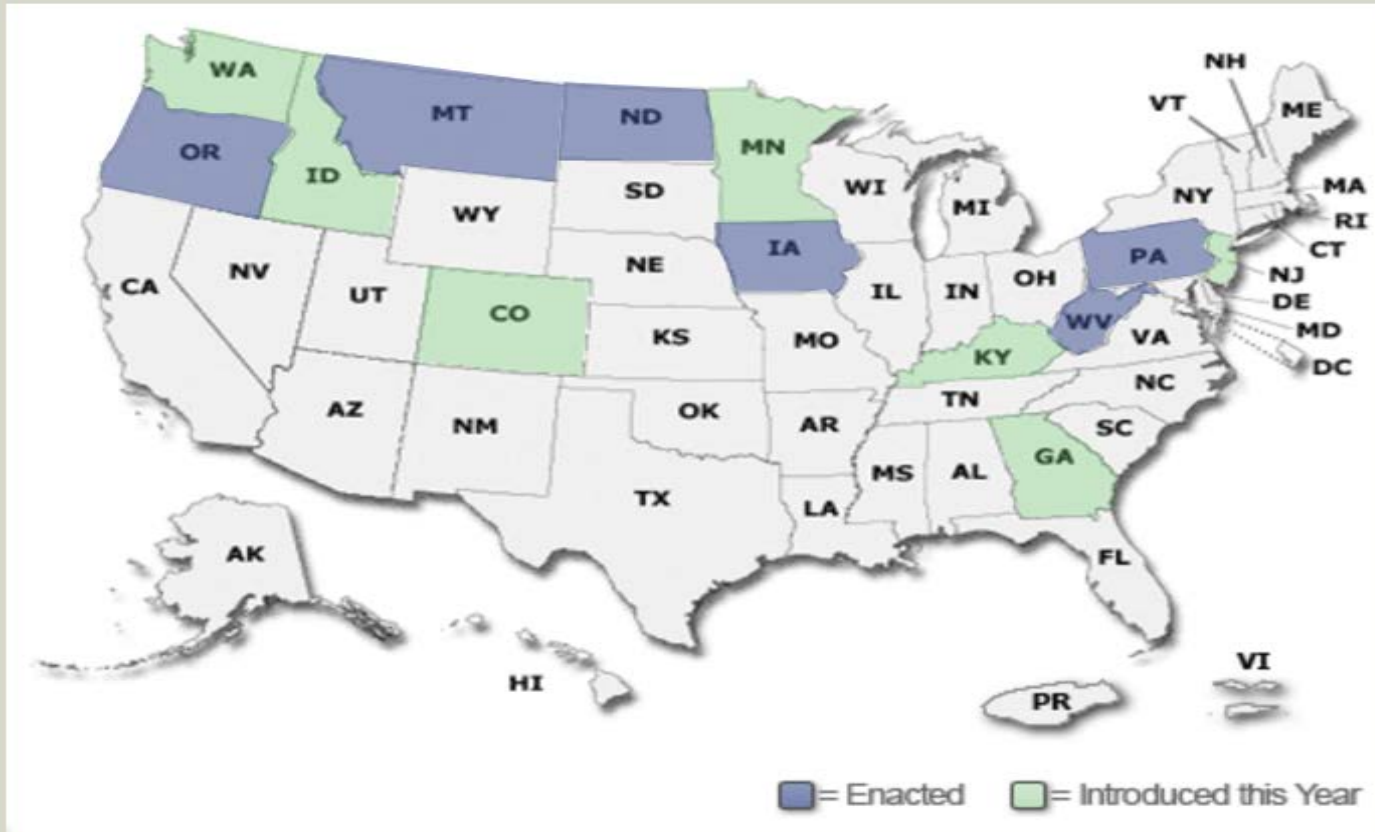 NH
WA
VT
ME
MT
ND
OR
MN
ID
SD
WI
MA
NY
WY
MI
RI
IA
PA
CT
NV
NE
OH
NJ
CA
UT
IL
IN
DE
CO
WV
MD
KS
MO
VA
KY
DC
NC
AZ
OK
TN
NM
AR
SC
GA
MS
AL
TX
LA
AK
FL
HI
VI
PR
= Enacted
= Introduced this Year